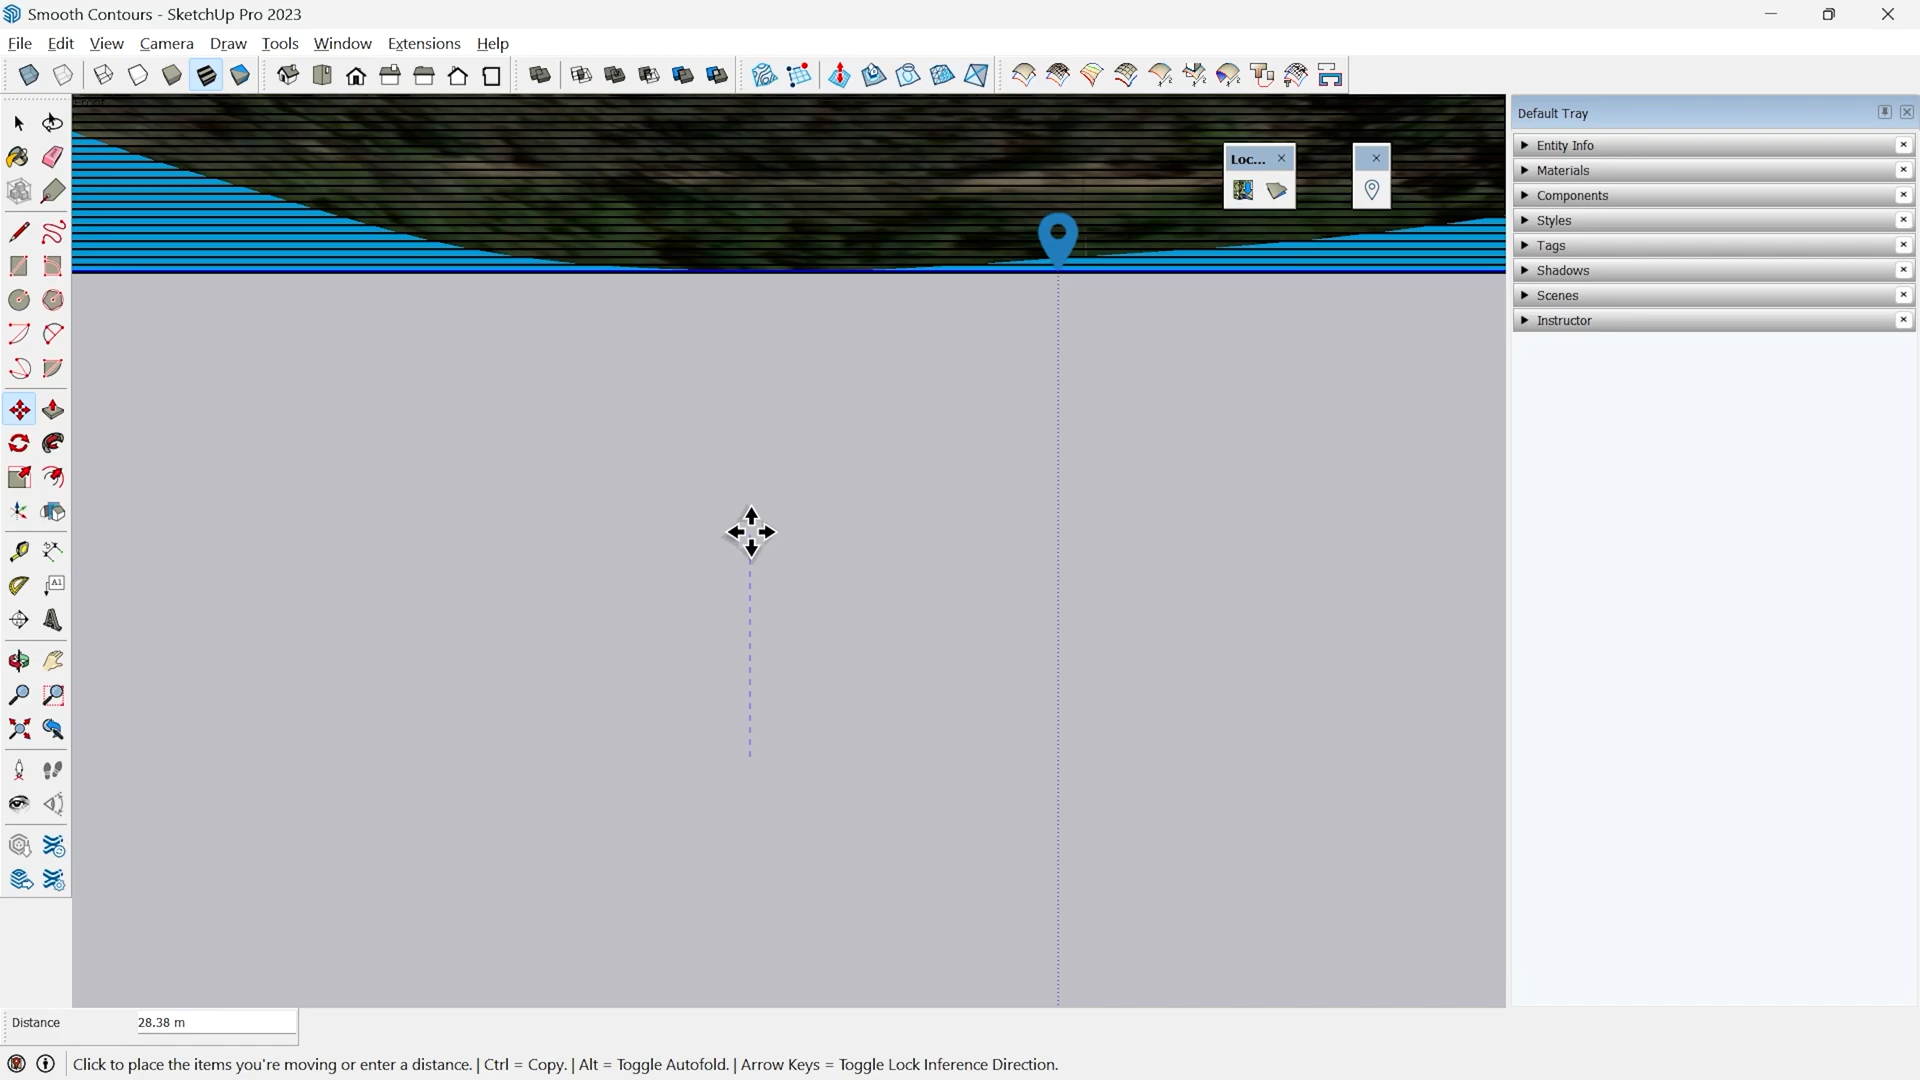 Smooth Contours - SketchUp Pro 2023
File Edit View Camera Draw Tools Window Extensions Help
Front
Default Tray
Entity Info
Materials
Components
Styles
Tags
Shadows
Scenes
Instructor
Loc...
A1
Distance 28.38 m
Click to place the items you're moving or enter a distance. | Ctrl = Copy. | Alt = Toggle Autofold. | Arrow Keys = Toggle Lock Inference Direction.